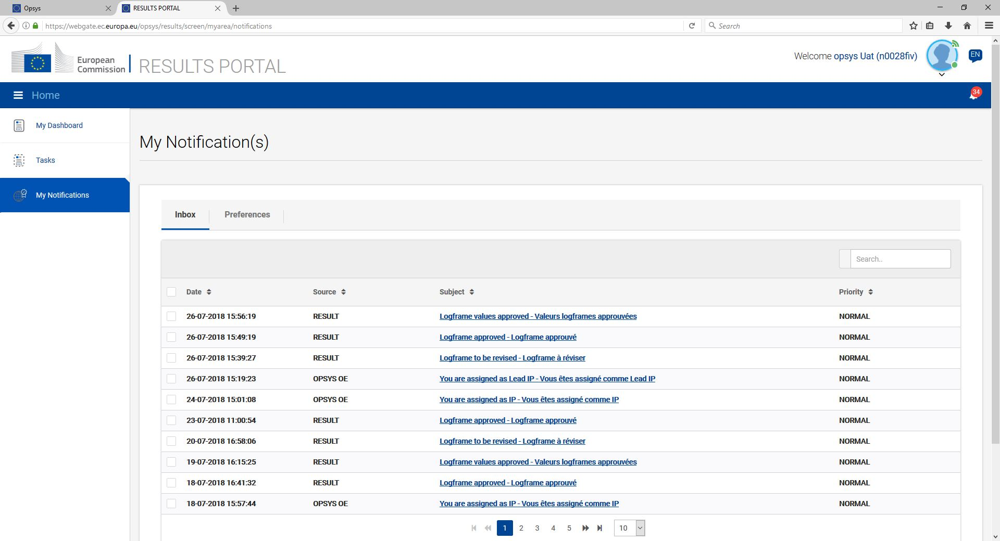 Opsys
RESULTS PORTAL
https://webgate.ec.europa.eu/opsys/results/screen/myarea/notifications
Search
European
Commission
RESULTS PORTAL
Welcome opsys Uat (n0028fiv)
EN
Home
34
My Dashboard
Tasks
My Notifications
My Notification(s)
Inbox
Preferences
Search..
Date Source Subject Priority
26-07-2018 15:56:19 RESULT Logframe values approved - Valeurs logframes approuvées NORMAL
26-07-2018 15:49:19 RESULT Logframe approved - Logframe approuvé NORMAL
26-07-2018 15:39:27 RESULT Logframe to be revised - Logframe à réviser NORMAL
26-07-2018 15:19:23 OPSYS OE You are assigned as Lead IP - Vous êtes assigné comme Lead IP NORMAL
24-07-2018 15:01:08 OPSYS OE You are assigned as IP - Vous êtes assigné comme IP NORMAL
23-07-2018 11:00:54 RESULT Logframe approved - Logframe approuvé NORMAL
20-07-2018 16:58:06 RESULT Logframe to be revised - Logframe à réviser NORMAL
19-07-2018 16:15:25 RESULT Logframe values approved - Valeurs logframes approuvées NORMAL
18-07-2018 16:41:32 RESULT Logframe approved - Logframe approuvé NORMAL
18-07-2018 15:57:44 OPSYS OE You are assigned as IP - Vous êtes assigné comme IP NORMAL
1 2 3 4 5 10